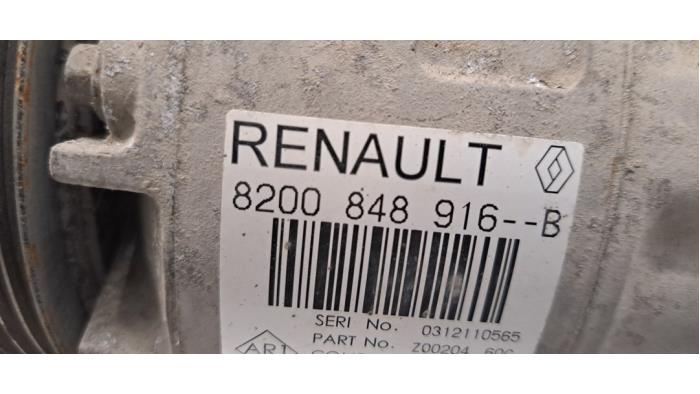 RENAULT
8200 848 916--B
SERI No. 0312110565
PART No. Z00204